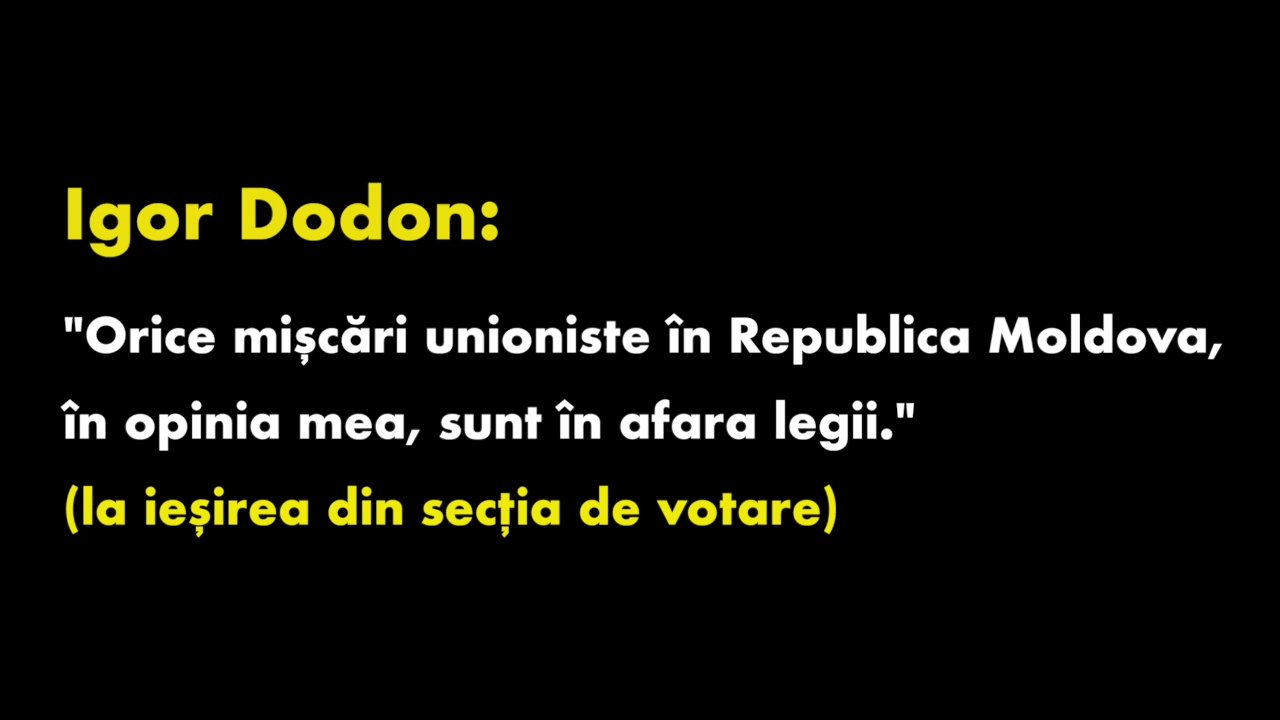 Igor Dodon:
"Orice mișcări unioniste în Republica Moldova,
în opinia mea, sunt în afara legii."
(la ieșirea din secția de votare)